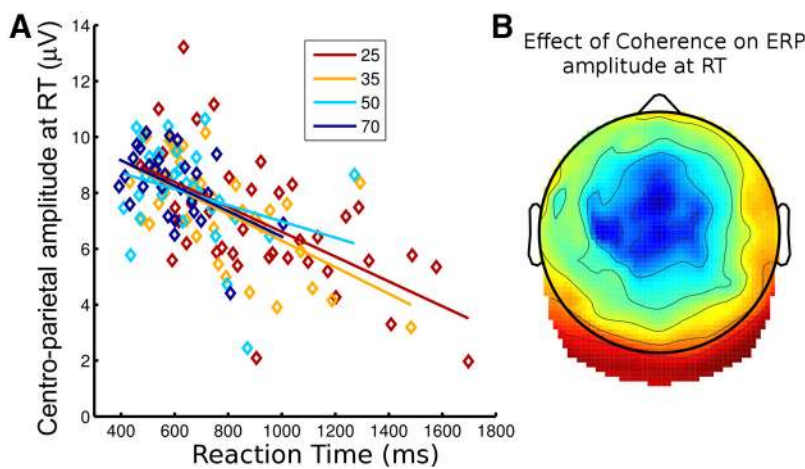 A
Centro-parietal amplitude at RT (μV)
14
12
10
8
6
4
2
0
25
35
50
70
400 600 800 1000 1200 1400 1600 1800
Reaction Time (ms)
B
Effect of Coherence on ERP
amplitude at RT